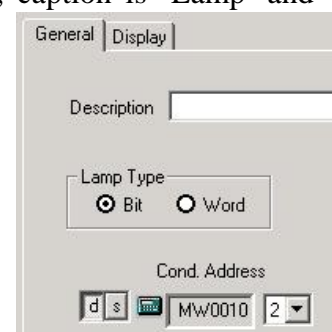 , caption is "Lamp" and
General Display
Description
Lamp Type
Bit Word
Cond. Address
d s MW0010 2